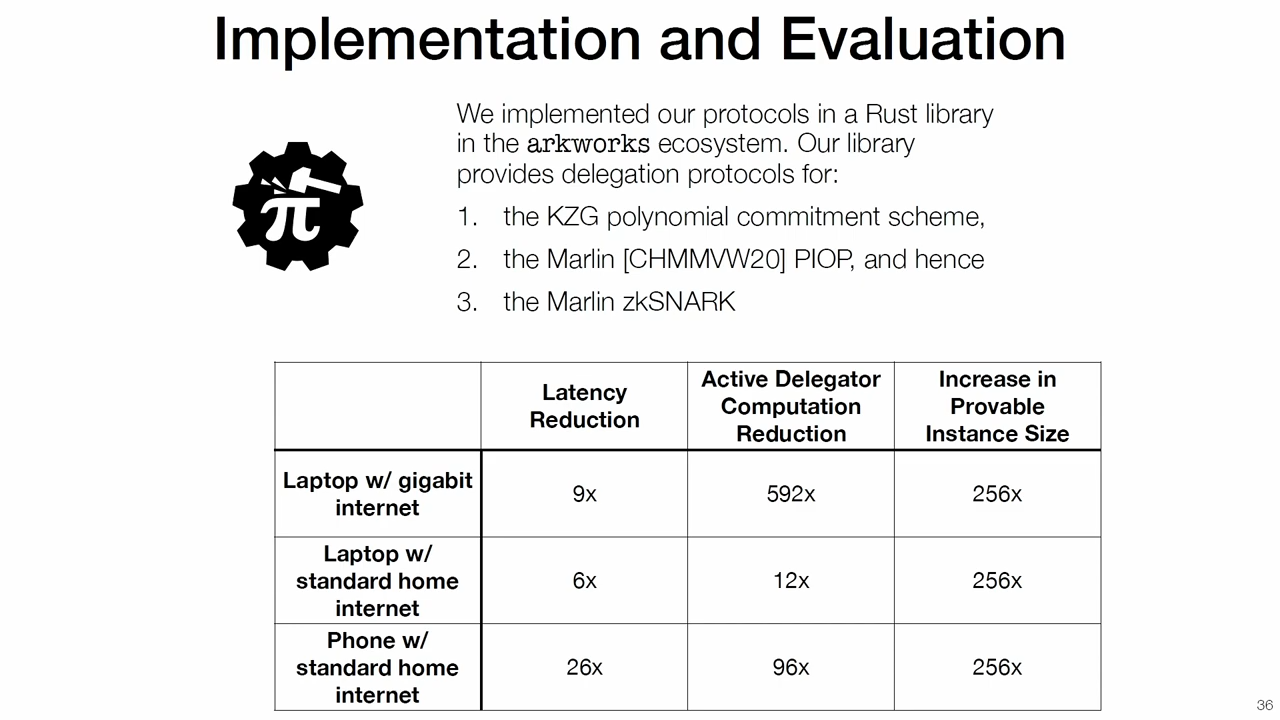 Implementation and Evaluation
We implemented our protocols in a Rust library
in the arkworks ecosystem. Our library
provides delegation protocols for:
1. the KZG polynomial commitment scheme,
2. the Marlin [CHMMVW20] PIOP, and hence
3. the Marlin zkSNARK
π
Latency
Reduction
Active Delegator
Computation
Reduction
Increase in
Provable
Instance Size
Laptop w/ gigabit
internet
9x
592x
256x
Laptop w/
standard home
internet
6x
12x
256x
Phone w/
standard home
internet
26x
96x
256x
36